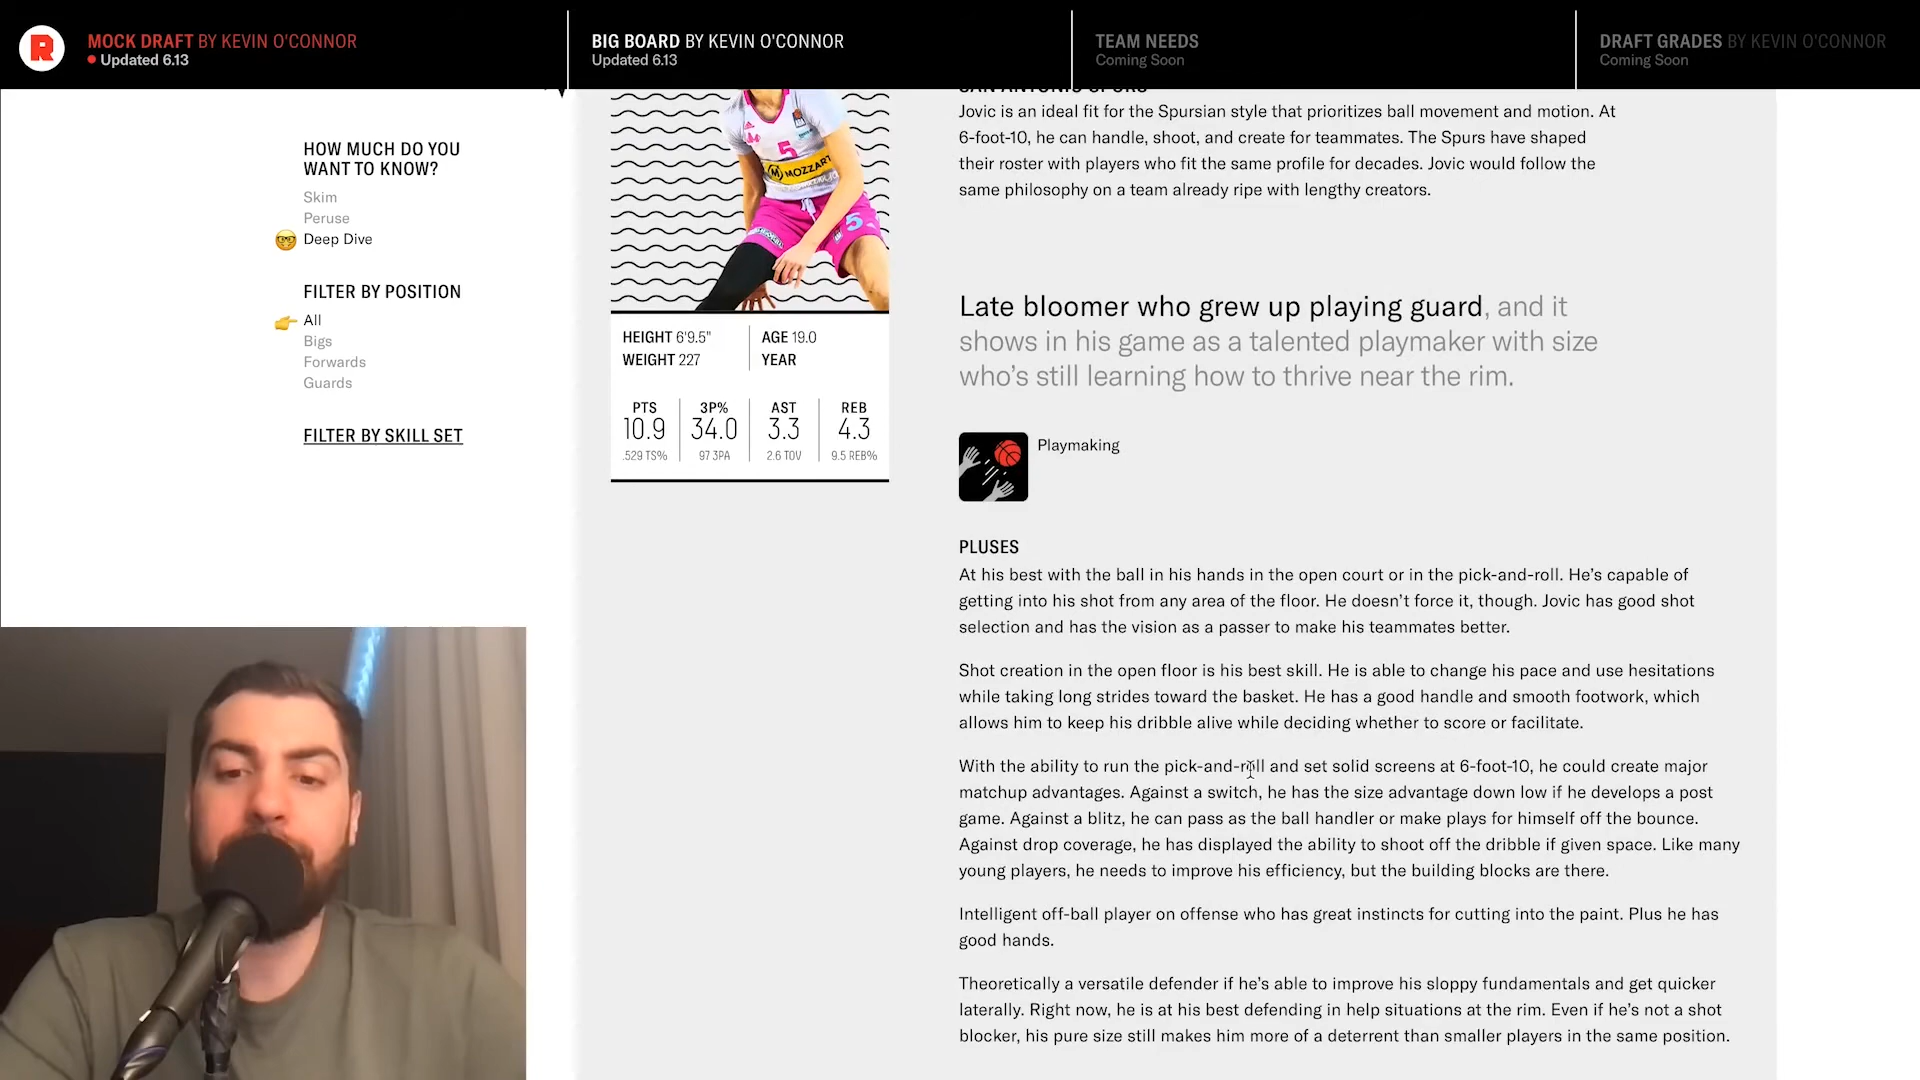 R
MOCK DRAFT BY KEVIN O'CONNOR
Updated 6.13
BIG BOARD BY KEVIN O'CONNOR
Updated 6.13
TEAM NEEDS
Coming Soon
DRAFT GRADES BY KEVIN O'CONNOR
Coming Soon
HOW MUCH DO YOU
WANT TO KNOW?
Skim
Peruse
Deep Dive
FILTER BY POSITION
All
Bigs
Forwards
Guards
FILTER BY SKILL SET
5
MOZZART
5
HEIGHT 6'9.5"
WEIGHT 227
AGE 19.0
YEAR
PTS
10.9
.529 TS%
3P%
34.0
97 3PA
AST
3.3
2.6 TOV
REB
4.3
9.5 REB%
SAN ANTONIO SPURS
Jovic is an ideal fit for the Spursian style that prioritizes ball movement and motion. At
6-foot-10, he can handle, shoot, and create for teammates. The Spurs have shaped
their roster with players who fit the same profile for decades. Jovic would follow the
same philosophy on a team already ripe with lengthy creators.
Late bloomer who grew up playing guard, and it
shows in his game as a talented playmaker with size
who's still learning how to thrive near the rim.
Playmaking
PLUSES
At his best with the ball in his hands in the open court or in the pick-and-roll. He's capable of
getting into his shot from any area of the floor. He doesn't force it, though. Jovic has good shot
selection and has the vision as a passer to make his teammates better.
Shot creation in the open floor is his best skill. He is able to change his pace and use hesitations
while taking long strides toward the basket. He has a good handle and smooth footwork, which
allows him to keep his dribble alive while deciding whether to score or facilitate.
With the ability to run the pick-and-roll and set solid screens at 6-foot-10, he could create major
matchup advantages. Against a switch, he has the size advantage down low if he develops a post
game. Against a blitz, he can pass as the ball handler or make plays for himself off the bounce.
Against drop coverage, he has displayed the ability to shoot off the dribble if given space. Like many
young players, he needs to improve his efficiency, but the building blocks are there.
Intelligent off-ball player on offense who has great instincts for cutting into the paint. Plus he has
good hands.
Theoretically a versatile defender if he's able to improve his sloppy fundamentals and get quicker
laterally. Right now, he is at his best defending in help situations at the rim. Even if he's not a shot
blocker, his pure size still makes him more of a deterrent than smaller players in the same position.